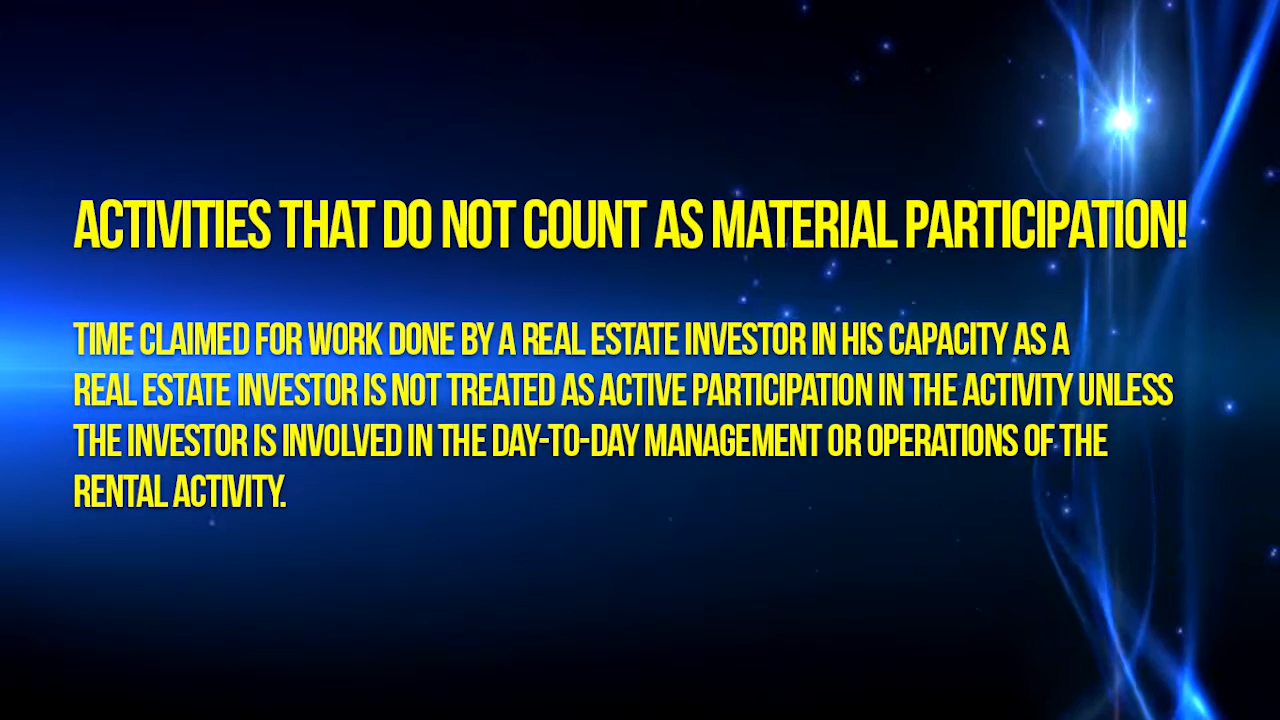 ACTIVITIES THAT DO NOT COUNT AS MATERIAL PARTICIPATION!
TIME CLAIMED FOR WORK DONE BY A REAL ESTATE INVESTOR IN HIS CAPACITY AS A
REAL ESTATE INVESTOR IS NOT TREATED AS ACTIVE PARTICIPATION IN THE ACTIVITY UNLESS
THE INVESTOR IS INVOLVED IN THE DAY-TO-DAY MANAGEMENT OR OPERATIONS OF THE
RENTAL ACTIVITY.